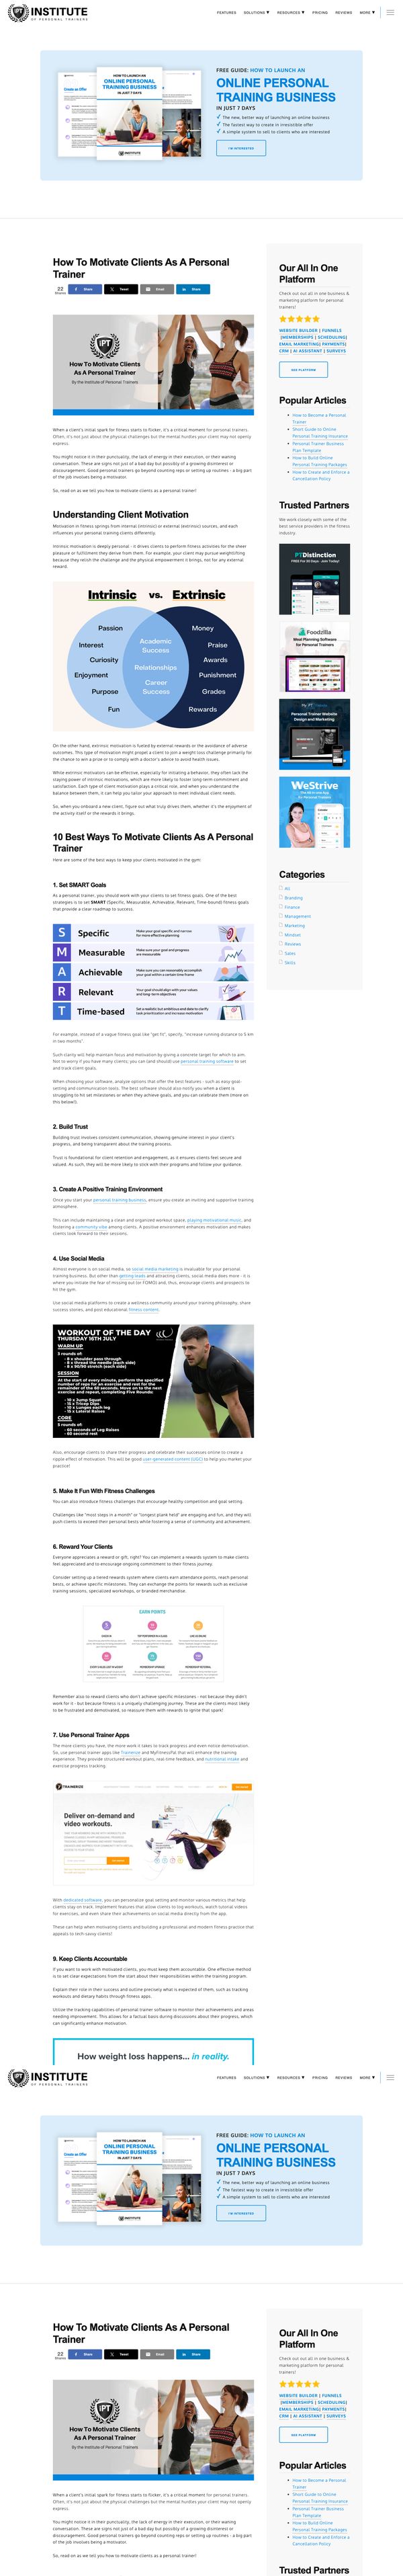 INSTITUTE
OF PERSONAL TRAINERS
FEATURES
SOLUTIONS ▼
RESOURCES ▼
PRICING
REVIEWS
MORE ▼
FREE GUIDE: HOW TO LAUNCH AN
ONLINE PERSONAL
TRAINING BUSINESS
IN JUST 7 DAYS
The new, better way of launching an online business
The fastest way to create in irresistible offer
A simple system to sell to clients who are interested
I'M INTERESTED
How To Motivate Clients As A Personal
Trainer
22
Shares
Share
Tweet
Email
Share
IPT
How To Motivate Clients
As A Personal Trainer
By the Institute of Personal Trainers
When a client's initial spark for fitness starts to flicker, it's a critical moment for personal trainers.
Often, it's not just about the physical challenges but the mental hurdles your client may not openly
express.
You might notice it in their punctuality, the lack of energy in their execution, or waning
conversation. These are signs not just of a bad day but possibly of a growing disinterest or
discouragement. Good personal trainers know that their job is not only on setting up exercises - a big part
of the job involves being a motivator.
So, read on as we tell you how to motivate clients as a personal trainer!
Understanding Client Motivation
Motivation for fitness springs from internal (intrinsic) or external (extrinsic) sources, and each
influences your personal training clients differently.
Intrinsic motivation is deeply personal - it drives clients to perform fitness activities for the sheer
pleasure or fulfillment they derive from them. For example, your client may pursue weightlifting
because they relish the challenge and the physical empowerment it brings, not for any external
reward.
Intrinsic vs. Extrinsic
Passion
Interest
Curiosity
Enjoyment
Purpose
Fun
Academic
Success
Relationships
Career
Success
Money
Praise
Awards
Punishment
Grades
Rewards
On the other hand, extrinsic motivation is fueled by external rewards or the avoidance of adverse
outcomes. This type of motivation might propel a client to join a weight loss challenge primarily for
the chance to win a prize or to comply with a doctor's advice to avoid health issues.
While extrinsic motivations can be effective, especially for initiating a behavior, they often lack the
staying power of intrinsic motivations, which are more likely to foster long-term commitment and
satisfaction. Each type of client motivation plays a vital role, and when you understand the
balance between them, it can help you tailor your approach to meet individual client needs.
So, when you onboard a new client, figure out what truly drives them, whether it's the enjoyment of
the activity itself or the rewards it brings.
10 Best Ways To Motivate Clients As A Personal
Trainer
Here are some of the best ways to keep your clients motivated in the gym:
1. Set SMART Goals
As a personal trainer, you should work with your clients to set fitness goals. One of the best
strategies is to set SMART (Specific, Measurable, Achievable, Relevant, Time-bound) fitness goals
that provide a clear roadmap to success.
S Specific
Make your goal specific, and narrow
for more effective planning.
M Measurable
Make sure your goal and progress
are measurable
A Achievable
Make sure you can reasonably accomplish
your goal within a certain time frame
R Relevant
Your goal should align with your values
and long-term objectives
T Time-based
Set a realistic but ambitious end date to clarify
task prioritization and increase motivation
For example, instead of a vague fitness goal like "get fit", specify, "increase running distance to 5 km
in two months".
Such clarity will help maintain focus and motivation by giving a concrete target for which to aim.
Not to worry if you have many clients; you can (and should) use personal training software to set
and track client goals.
When choosing your software, analyze options that offer the best features - such as easy goal-
setting and communication tools. The best software should also notify you when a client is
struggling to hit set milestones or when they achieve goals, and you can celebrate them (more on
this below!).
2. Build Trust
Building trust involves consistent communication, showing genuine interest in your client's
progress, and being transparent about the training process.
Trust is foundational for client retention and engagement, as it ensures clients feel secure and
valued. As such, they will be more likely to stick with their programs and follow your guidance.
3. Create A Positive Training Environment
Once you start your personal training business, ensure you create an inviting and supportive training
atmosphere.
This can include maintaining a clean and organized workout space, playing motivational music, and
fostering a community vibe among clients. A positive environment enhances motivation and makes
clients look forward to their sessions.
4. Use Social Media
Almost everyone is on social media, so social media marketing is invaluable for your personal
training business. But other than getting leads and attracting clients, social media does more - it is
where you instate the fear of missing out (or FOMO) and, thus, encourage clients and prospects to
hit the gym.
Use social media platforms to create a wellness community around your training philosophy, share
success stories, and post external fitness content.
WORKOUT OF THE DAY
THURSDAY 16TH JULY
WARM UP
3 rounds of:
- 8 x shoulder pass through
- 8 x thread the needle (each side)
- 8 x 90/90 stretch (each side)
SESSION
At the start of every minute, perform the specified
number of reps for an exercise and rest for the
remainder of the 60 seconds. Move on to the next
exercise and repeat, completing Five Rounds:
- 10 x Jump Squat
- 15 x Tricep Dips
- 10 x Lunges each leg
- 15 x Lateral Raises
CORE
5 rounds of:
- 60 seconds of Leg Raises
- 60 second rest
Also, encourage clients to share their progress and celebrate their successes online to create a
ripple effect of motivation. This will be good user-generated content (UGC) to help you market your
practice!
5. Make It Fun With Fitness Challenges
You can also introduce fitness challenges that encourage healthy competition and goal setting.
Challenges like "most steps in a month" or "longest plank held" are engaging and fun, and they will
push clients to exceed their personal bests while fostering a sense of community and achievement.
6. Reward Your Clients
Everyone appreciates a reward or gift, right? You can implement a rewards system to make clients
feel appreciated and to encourage ongoing commitment to their fitness journey.
Consider setting up a tiered rewards system where clients earn attendance points, reach personal
bests, or achieve specific milestones. They can exchange the points for rewards such as exclusive
training sessions, specialized workshops, or branded merchandise.
EARN POINTS
Remember also to reward clients who don't achieve specific milestones - not because they didn't
work for it - but because fitness is a uniquely challenging journey. These are the clients most likely
to be frustrated and demotivated, so reassure them with rewards to ignite that spark!
7. Use Personal Trainer Apps
The more clients you have, the more work it takes to track progress and even notice demotivation.
So, use personal trainer apps like Trainerize and MyFitnessPal that will enhance the training
experience. They provide structured workout plans, real-time feedback, and nutritional intake and
exercise progress tracking.
TRAINERIZE
Deliver on-demand and
video workouts.
With dedicated software, you can personalize goal setting and monitor various metrics that help
clients stay on track. Implement features that allow clients to log workouts, watch tutorial videos
for exercises, and even share their achievements on social media directly from the app.
These can help when motivating clients and building a professional and modern fitness practice that
appeals to tech-savvy clients!
9. Keep Clients Accountable
If you want to work with motivated clients, you must keep them accountable. One effective method
is to set clear expectations from the start about their responsibilities within the training program.
Explain their role in their success and outline precisely what is expected of them, such as tracking
workouts and dietary habits through fitness apps.
Utilize the tracking capabilities of personal trainer software to monitor their achievements and areas
needing improvement. This allows for a factual basis during discussions about their progress, which
can significantly enhance motivation.
How weight loss happens... in reality.
Our All In One
Platform
Check out out all in one business &
marketing platform for personal
trainers!
WEBSITE BUILDER | FUNNELS
|MEMBERSHIPS | SCHEDULING|
EMAIL MARKETING| PAYMENTS|
CRM | AI ASSISTANT | SURVEYS
SEE PLATFORM
Popular Articles
How to Become a Personal
Trainer
Short Guide to Online
Personal Training Insurance
Personal Trainer Business
Plan Template
How to Build Online
Personal Training Packages
How to Create and Enforce a
Cancellation Policy
Trusted Partners
We work closely with some of the
best service providers in the fitness
industry
PTDistinction
FREE For 30 Days - Join Today!
Foodzilla
Meal Planning Software
for Personal Trainers
My PT Website
Personal Trainer Website
Design and Marketing
WeStrive
Categories
All
Branding
Finance
Management
Marketing
Mindset
Reviews
Sales
Skills
INSTITUTE
OF PERSONAL TRAINERS
FEATURES
SOLUTIONS ▼
RESOURCES ▼
PRICING
REVIEWS
MORE ▼
FREE GUIDE: HOW TO LAUNCH AN
ONLINE PERSONAL
TRAINING BUSINESS
IN JUST 7 DAYS
The new, better way of launching an online business
The fastest way to create in irresistible offer
A simple system to sell to clients who are interested
I'M INTERESTED
How To Motivate Clients As A Personal
Trainer
22
Shares
Share
Tweet
Email
Share
IPT
How To Motivate Clients
As A Personal Trainer
By the Institute of Personal Trainers
When a client's initial spark for fitness starts to flicker, it's a critical moment for personal trainers.
Often, it's not just about the physical challenges but the mental hurdles your client may not openly
express.
You might notice it in their punctuality, the lack of energy in their execution, or waning
conversation. These are signs not just of a bad day but possibly of a growing disinterest or
discouragement. Good personal trainers know that their job is not only on setting up exercises - a big part
of the job involves being a motivator.
So, read on as we tell you how to motivate clients as a personal trainer!
Our All In One
Platform
Check out out all in one business &
marketing platform for personal
trainers!
WEBSITE BUILDER | FUNNELS
|MEMBERSHIPS | SCHEDULING|
EMAIL MARKETING| PAYMENTS|
CRM | AI ASSISTANT | SURVEYS
SEE PLATFORM
Popular Articles
How to Become a Personal
Trainer
Short Guide to Online
Personal Training Insurance
Personal Trainer Business
Plan Template
How to Build Online
Personal Training Packages
How to Create and Enforce a
Cancellation Policy
Trusted Partners